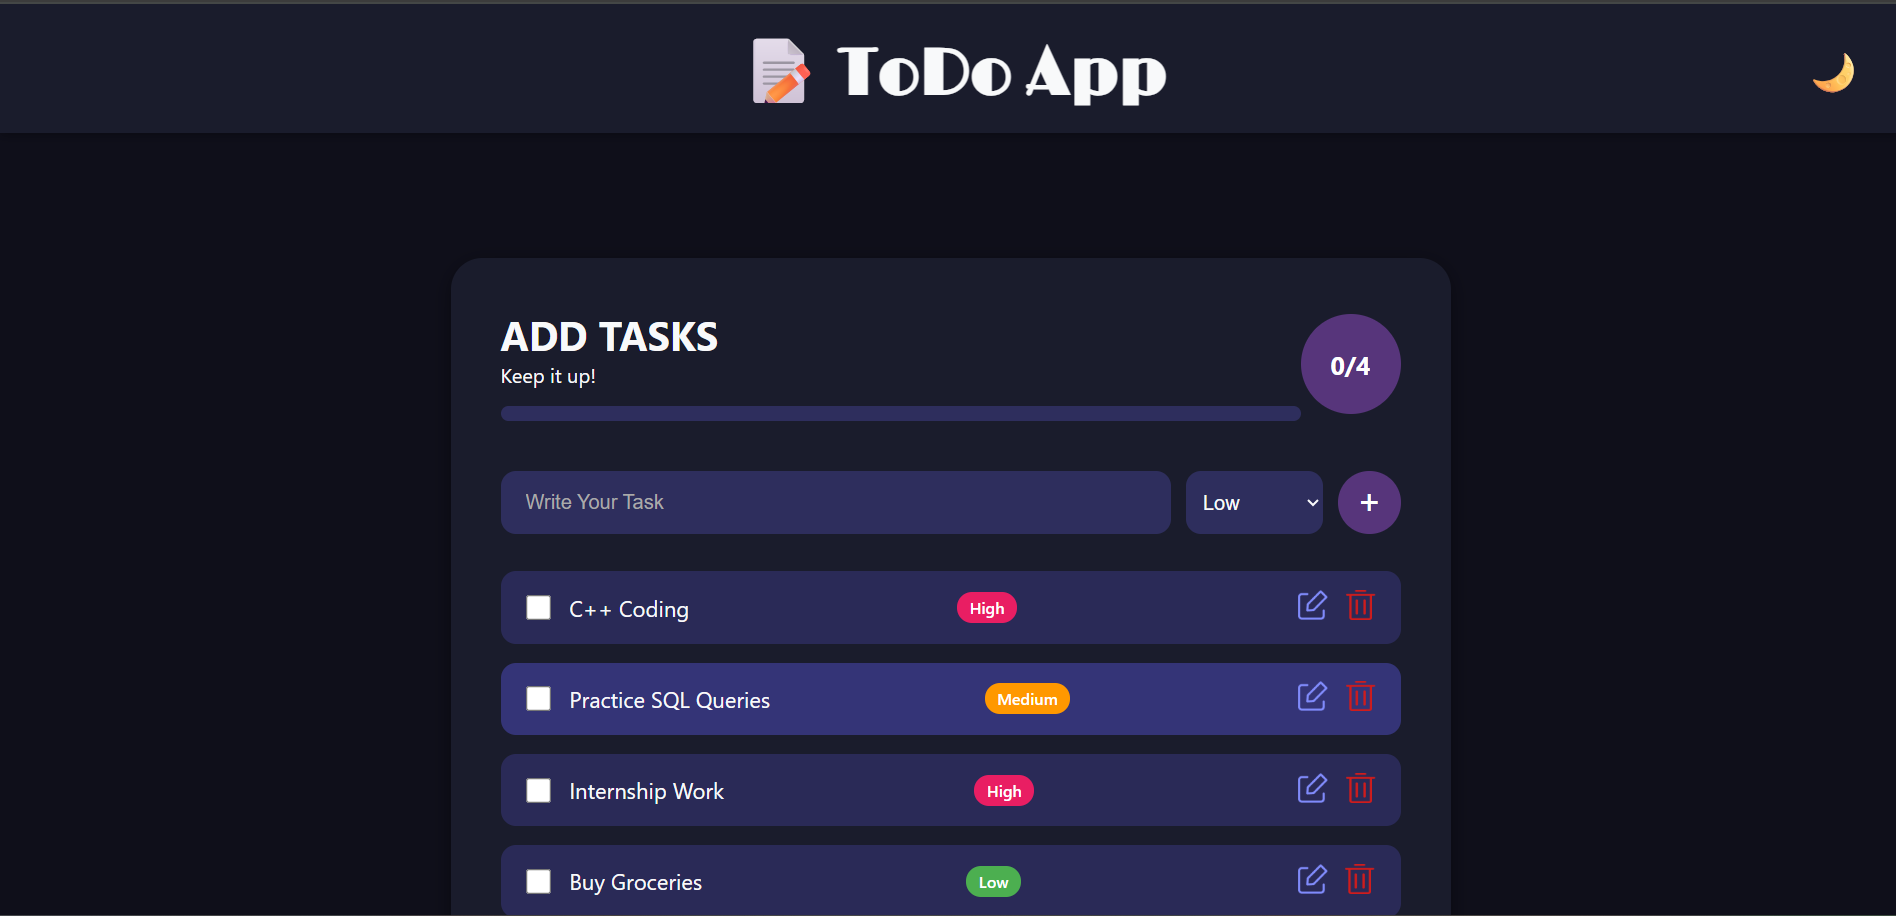 ToDo App
ADD TASKS
Keep it up!
0/4
Write Your Task
Low
+
C++ Coding High
Practice SQL Queries Medium
Internship Work High
Buy Groceries Low